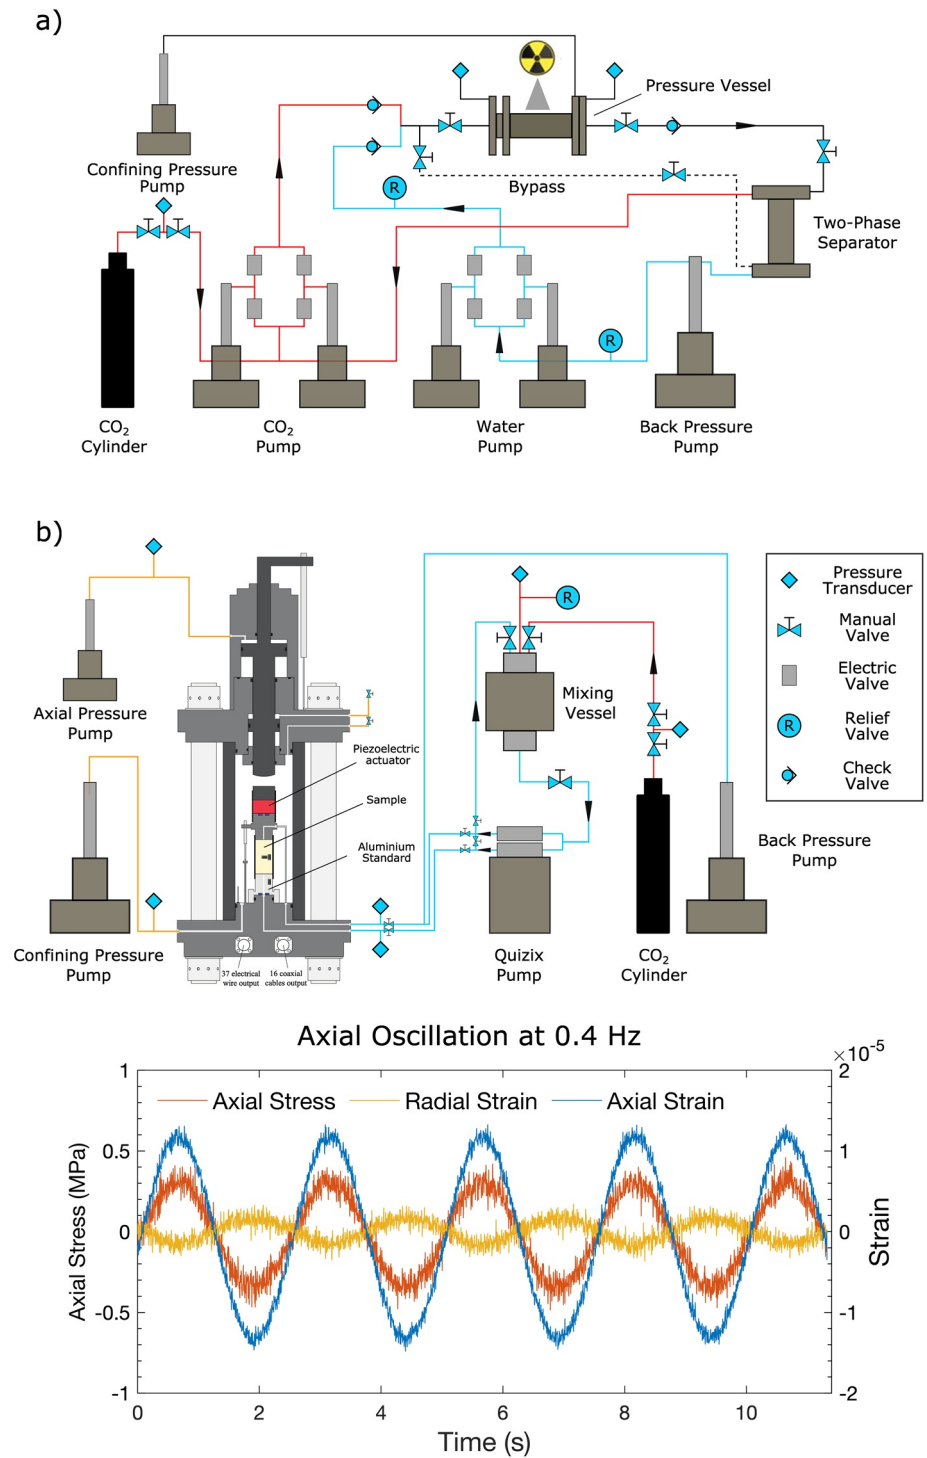 a)
Pressure Vessel
Confining Pressure
Pump
Bypass
R
Two-Phase
Separator
R
CO2
Cylinder
CO2
Pump
Water
Pump
Back Pressure
Pump
b)
Pressure
Transducer
Manual
Valve
Electric
Valve
R
Relief
Valve
Check
Valve
R
Mixing
Vessel
Axial Pressure
Pump
Piezoelectric
actuator
Sample
Aluminium
Standard
Back Pressure
Pump
Confining Pressure
Pump
37 electrical
wire output
16 coaxial
cables output
Quizix
Pump
CO2
Cylinder
Axial Oscillation at 0.4 Hz
×10-5
Axial Stress Radial Strain Axial Strain
1
0.5
0
-0.5
-1
Axial Stress (MPa)
2
1
0
-1
-2
Strain
0 2 4 6 8 10
Time (s)